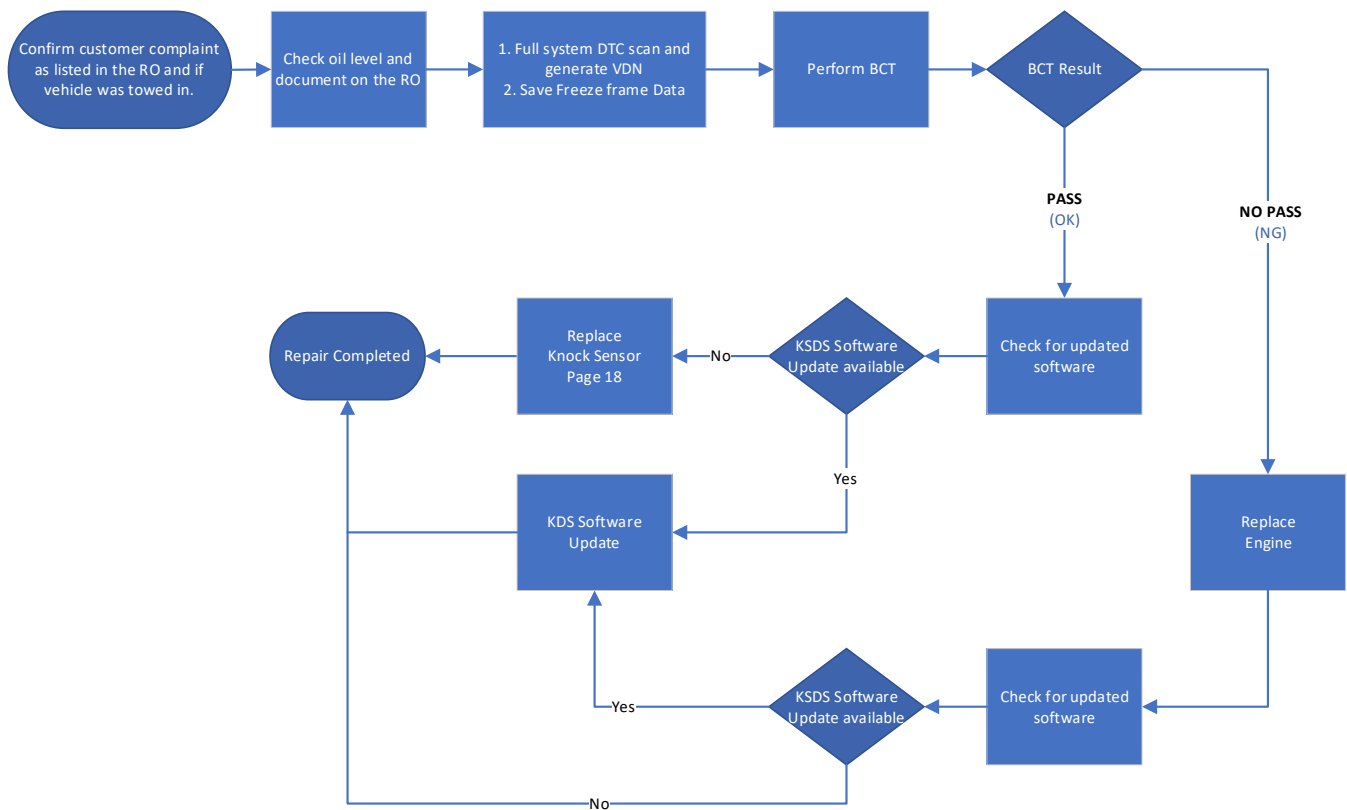 Confirm customer complaint
as listed in the RO and if
vehicle was towed in.
Check oil level and
document on the RO
1. Full system DTC scan and
generate VDN
2. Save Freeze frame Data
Perform BCT
BCT Result
PASS
(OK)
NO PASS
(NG)
Repair Completed
Replace
Knock Sensor
Page 18
No
KSDS Software
Update available
Check for updated
software
Yes
KDS Software
Update
Replace
Engine
Yes
KSDS Software
Update available
Check for updated
software
No